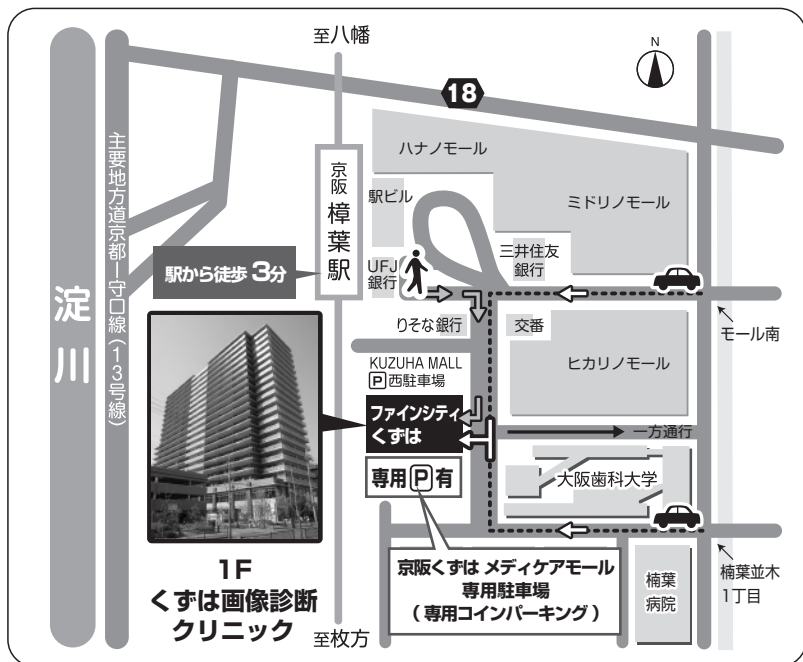 至八幡
N
18
淀川
主要地方道京都ー守口線（13号線）
京阪
樟葉駅
ハナノモール
駅ビル
ミドリノモール
三井住友
銀行
UFJ
銀行
駅から徒歩 3分
りそな銀行
交番
モール南
KUZUHA MALL
P西駐車場
ヒカリノモール
ファインシティ
くずは
一方通行
専用P有
大阪歯科大学
京阪くずは メディケアモール
専用駐車場
（専用コインパーキング）
楠葉
病院
楠葉並木
1丁目
1F
くずは画像診断
クリニック
至枚方